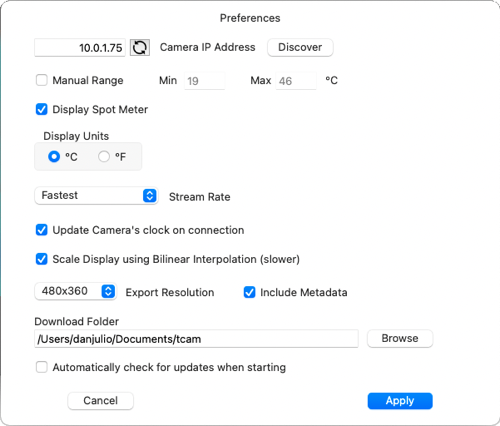 Preferences
10.0.1.75 Camera IP Address Discover
Manual Range Min 19 Max 46 °C
Display Spot Meter
Display Units
°C °F
Fastest Stream Rate
Update Camera's clock on connection
Scale Display using Bilinear Interpolation (slower)
480x360 Export Resolution Include Metadata
Download Folder
/Users/danjulio/Documents/tcam Browse
Automatically check for updates when starting
Cancel Apply